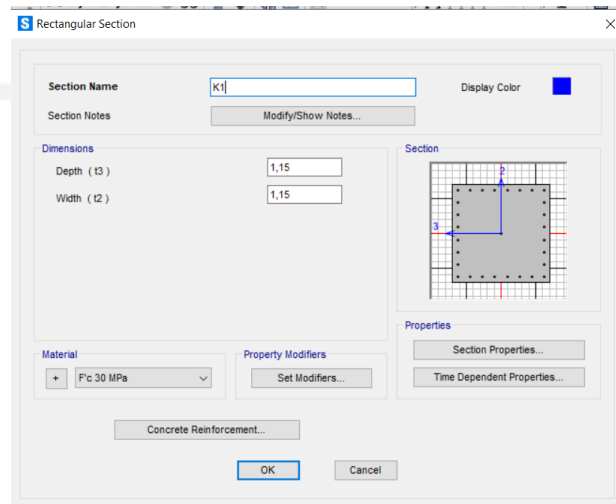 S Rectangular Section
Section Name K1 Display Color
Section Notes Modify/Show Notes...
Dimensions
Depth ( t3 ) 1,15
Width ( t2 ) 1,15
Section
2
3
Properties
Section Properties...
Time Dependent Properties...
Material
+ F'c 30 MPa
Property Modifiers
Set Modifiers...
Concrete Reinforcement...
OK Cancel